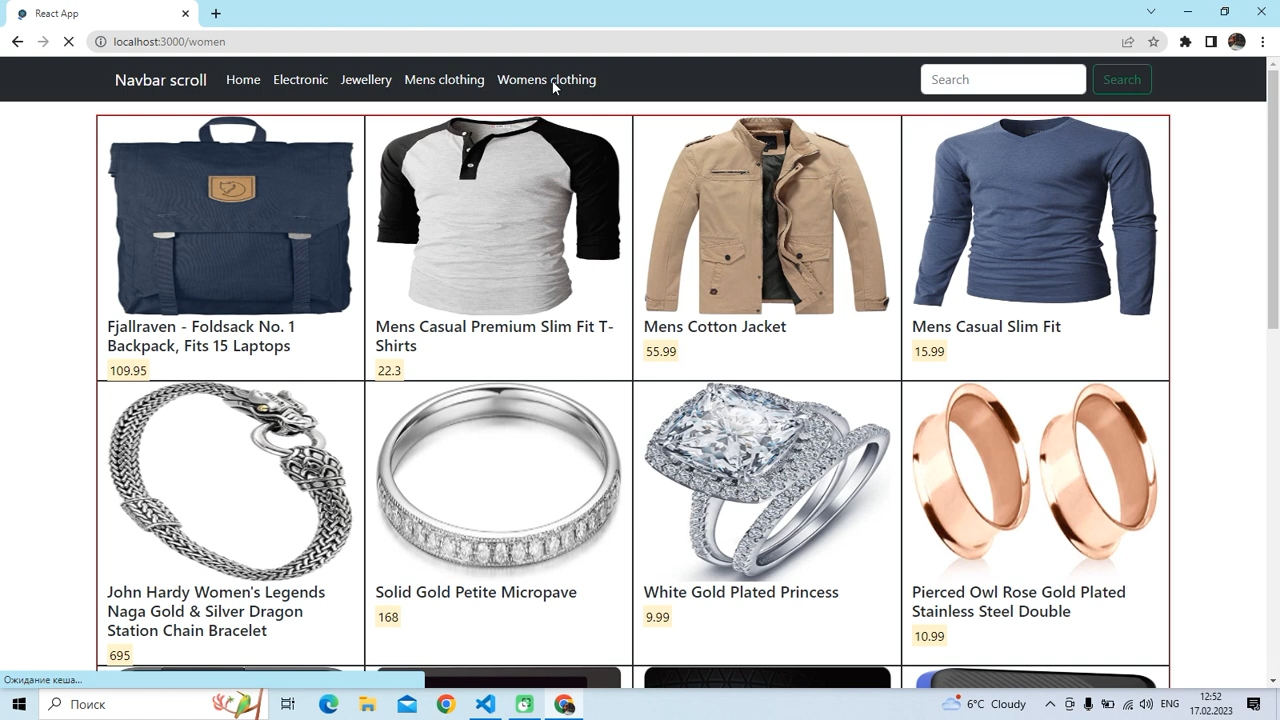 React App
localhost:3000/women
Navbar scroll Home Electronic Jewellery Mens clothing Womens clothing Search Search
Fjallraven - Foldsack No. 1
Backpack, Fits 15 Laptops
109.95
Mens Casual Premium Slim Fit T-
Shirts
22.3
Mens Cotton Jacket
55.99
Mens Casual Slim Fit
15.99
John Hardy Women's Legends
Naga Gold & Silver Dragon
Station Chain Bracelet
695
Solid Gold Petite Micropave
168
White Gold Plated Princess
9.99
Pierced Owl Rose Gold Plated
Stainless Steel Double
10.99
Ожидание кеша...
Поиск
6°C Cloudy
ENG
12:52
17.02.2023